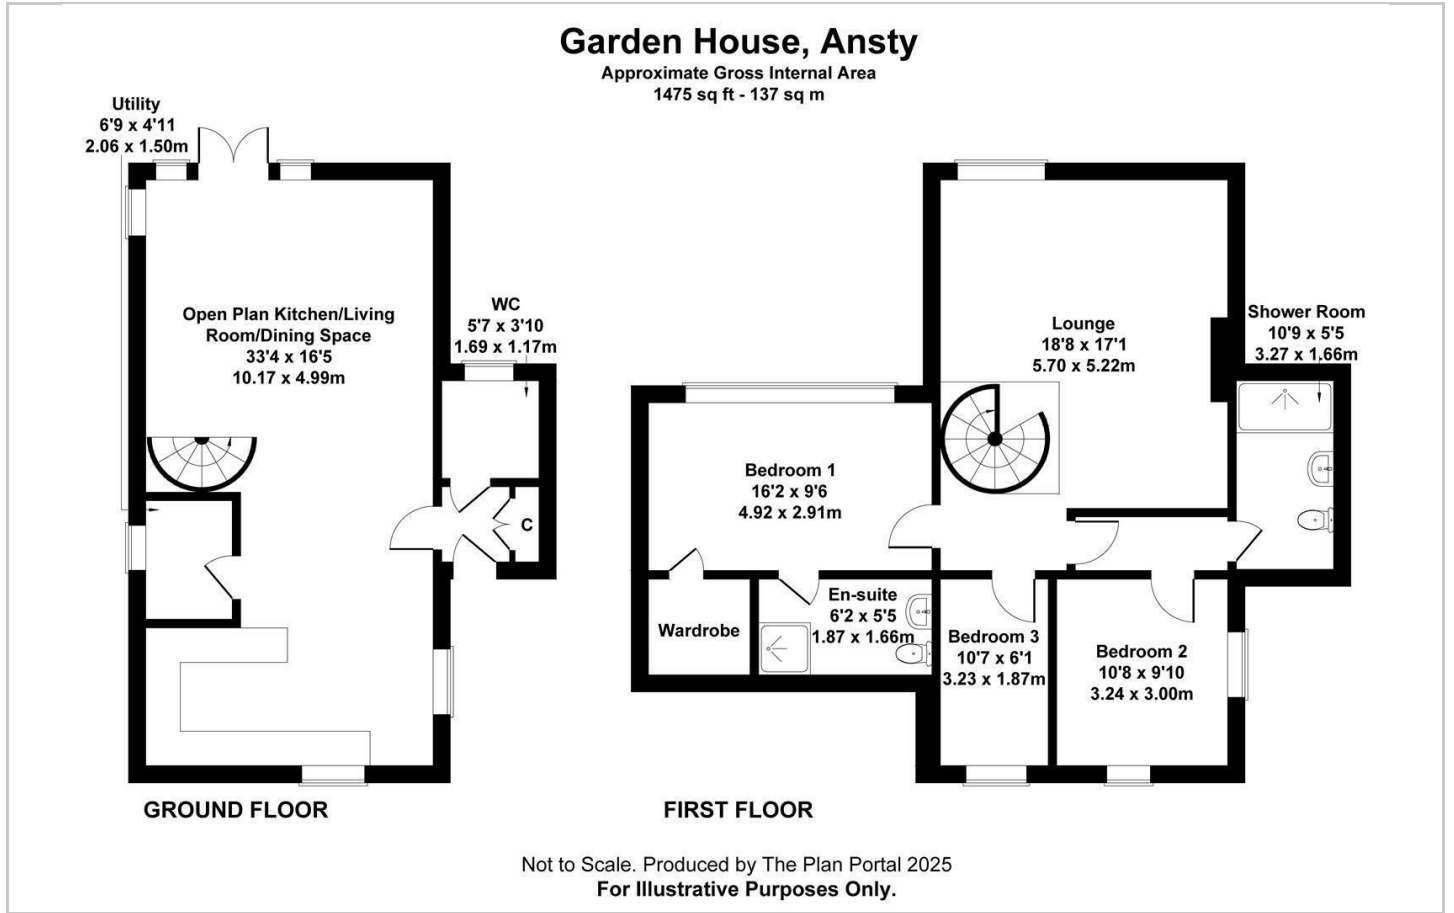 Garden House, Ansty
Approximate Gross Internal Area
1475 sq ft - 137 sq m
Utility
6'9 x 4'11
2.06 x 1.50m
Open Plan Kitchen/Living
Room/Dining Space
33'4 x 16'5
10.17 x 4.99m
WC
5'7 x 3'10
1.69 x 1.17m
C
GROUND FLOOR
Lounge
18'8 x 17'1
5.70 x 5.22m
Shower Room
10'9 x 5'5
3.27 x 1.66m
Bedroom 1
16'2 x 9'6
4.92 x 2.91m
Wardrobe
En-suite
6'2 x 5'5
1.87 x 1.66m
Bedroom 3
10'7 x 6'1
3.23 x 1.87m
Bedroom 2
10'8 x 9'10
3.24 x 3.00m
FIRST FLOOR
Not to Scale. Produced by The Plan Portal 2025
For Illustrative Purposes Only.